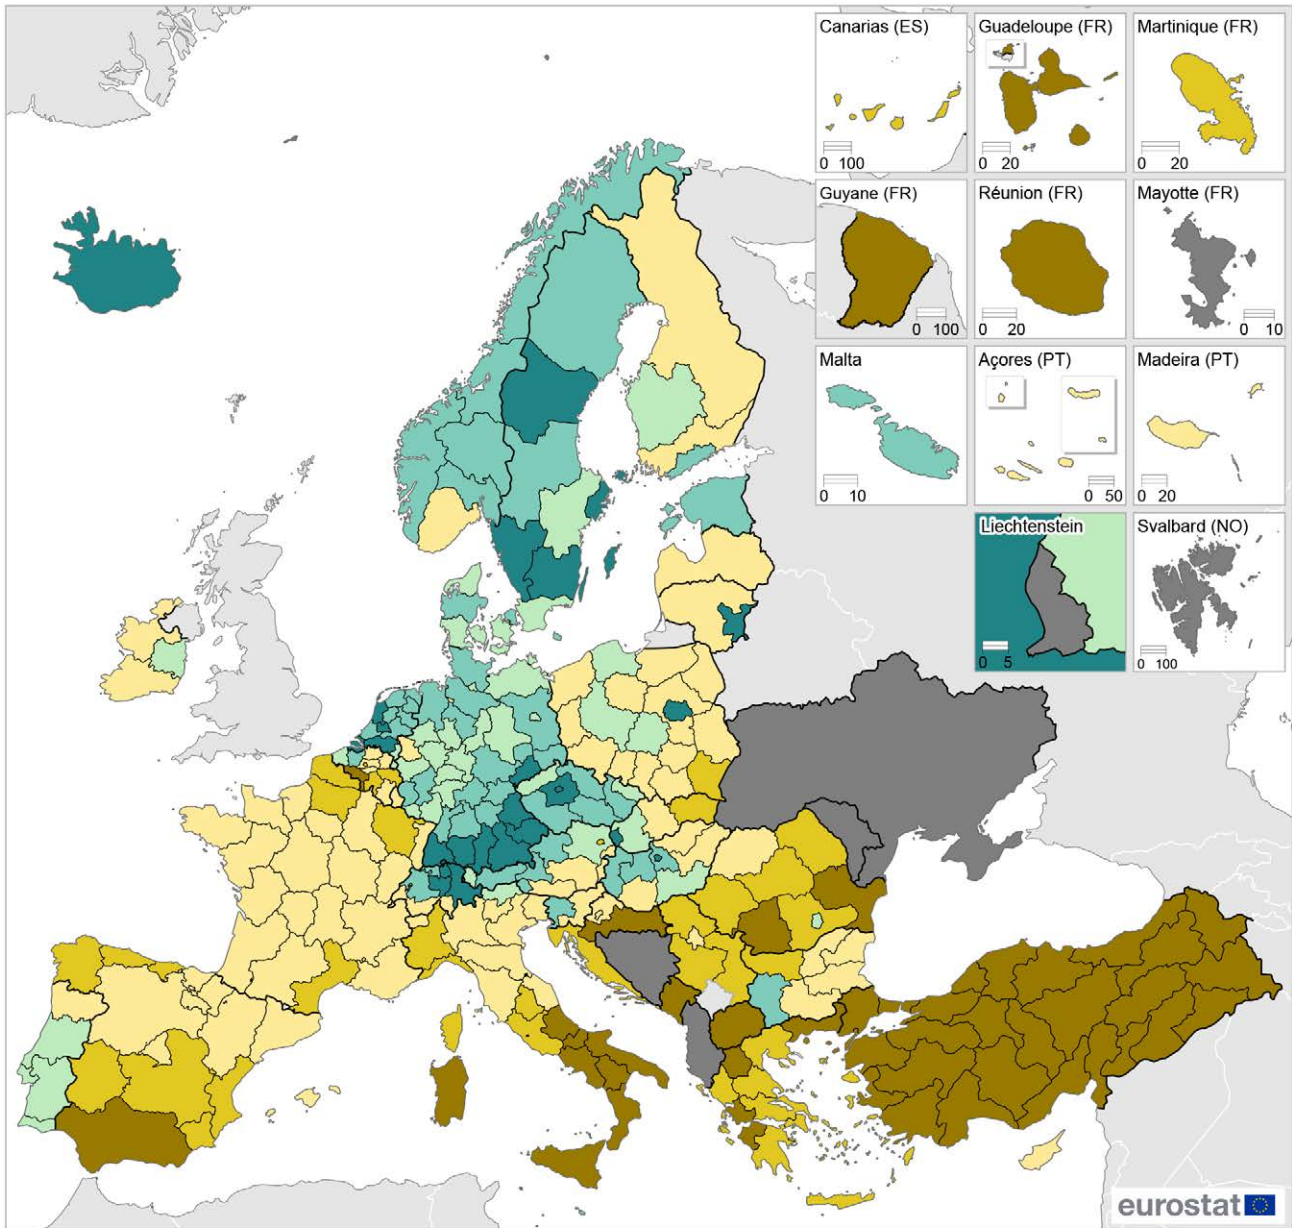 Canarias (ES)
0 100
Guadeloupe (FR)
0 20
Martinique (FR)
0 20
Guyane (FR)
0 100
Réunion (FR)
0 20
Mayotte (FR)
0 10
Malta
0 10
Açores (PT)
0 50
Madeira (PT)
0 20
Liechtenstein
0 5
Svalbard (NO)
0 100
eurostat